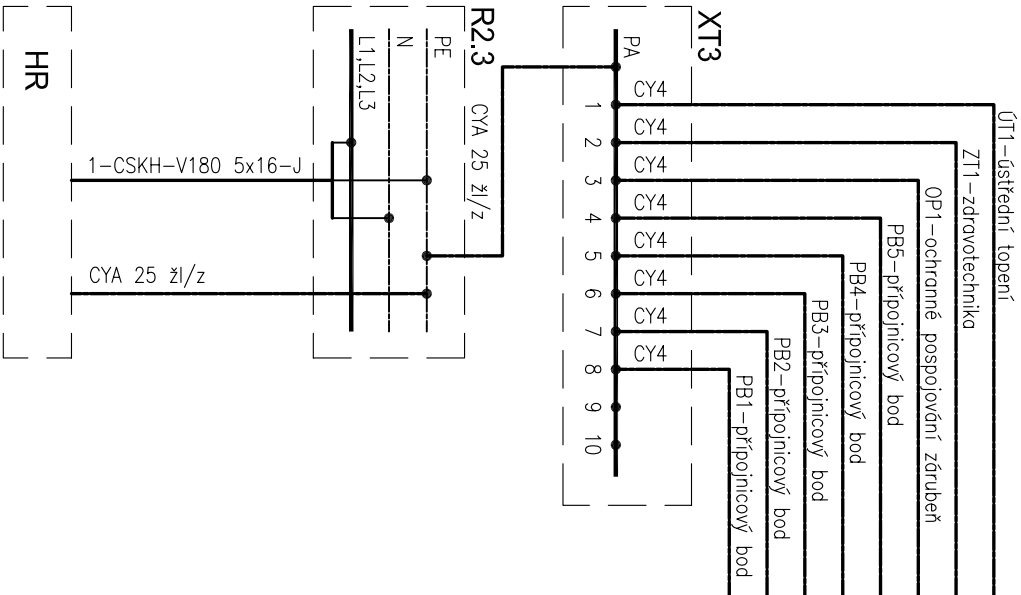 HR
1-CSKH-V180 5x16-J
CYA 25 žl/z
R2.3
PE
N
L1,L2,L3
CYA 25 žl/z
XT3
PA
1
2
3
4
5
6
7
8
9
10
CY4
CY4
CY4
CY4
CY4
CY4
CY4
CY4
ÚT1-ústřední topení
ZT1-zdravotechnika
OP1-ochranné pospojování zárubeň
PB5-přípojnicový bod
PB4-přípojnicový bod
PB3-přípojnicový bod
PB2-přípojnicový bod
PB1-přípojnicový bod